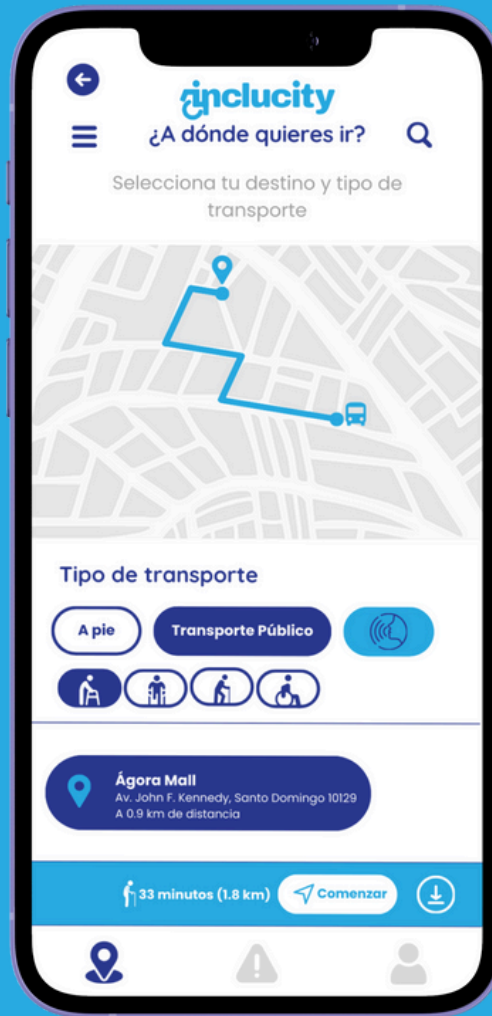 inclucity
¿A dónde quieres ir?
Selecciona tu destino y tipo de
transporte
Tipo de transporte
A pie
Transporte Público
Ágora Mall
Av. John F. Kennedy, Santo Domingo 10129
A 0.9 km de distancia
33 minutos (1.8 km)
Comenzar